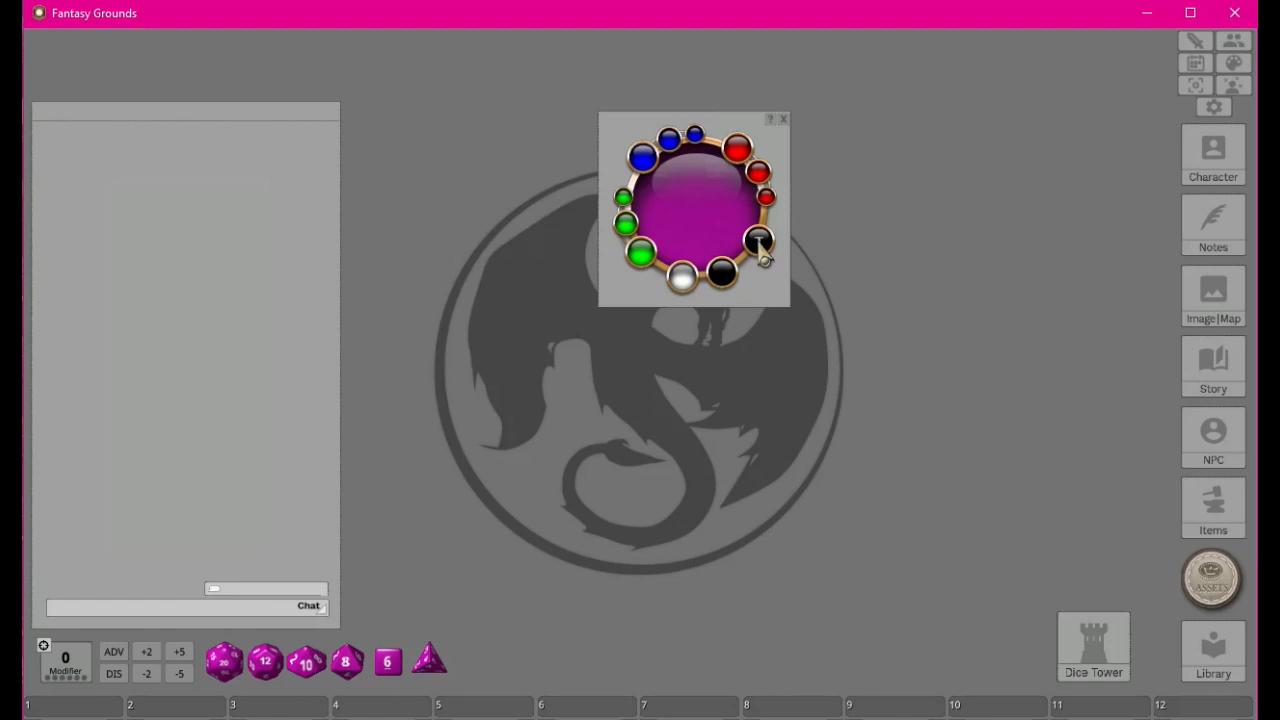 Fantasy Grounds
? X
Character
Notes
Image|Map
Story
NPC
Items
ASSETS
Library
Chat
0
Modifier
ADV +2 +5
DIS -2 -5
20 12 10 8 6
Dice Tower
1 2 3 4 5 6 7 8 9 10 11 12